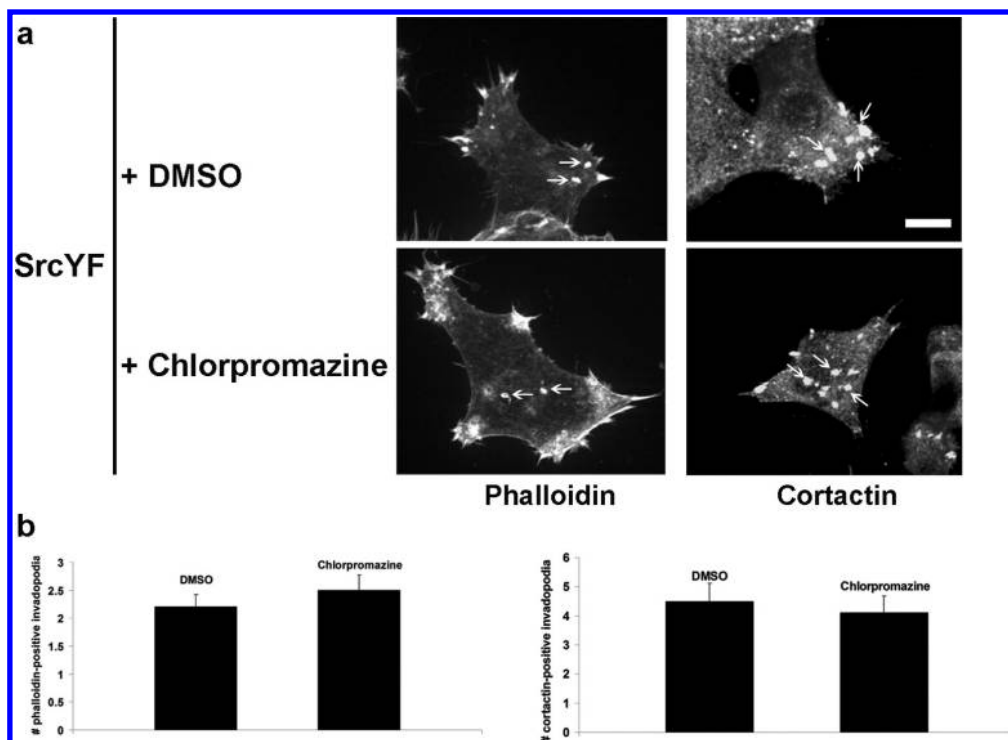 a
+ DMSO
SrcYF
+ Chlorpromazine
Phalloidin
Cortactin
b
# phalloidin-positive invadopodia
3
2.5
2
1.5
1
0.5
0
DMSO
Chlorpromazine
# cortactin-positive invadopodia
6
5
4
3
2
1
0
DMSO
Chlorpromazine